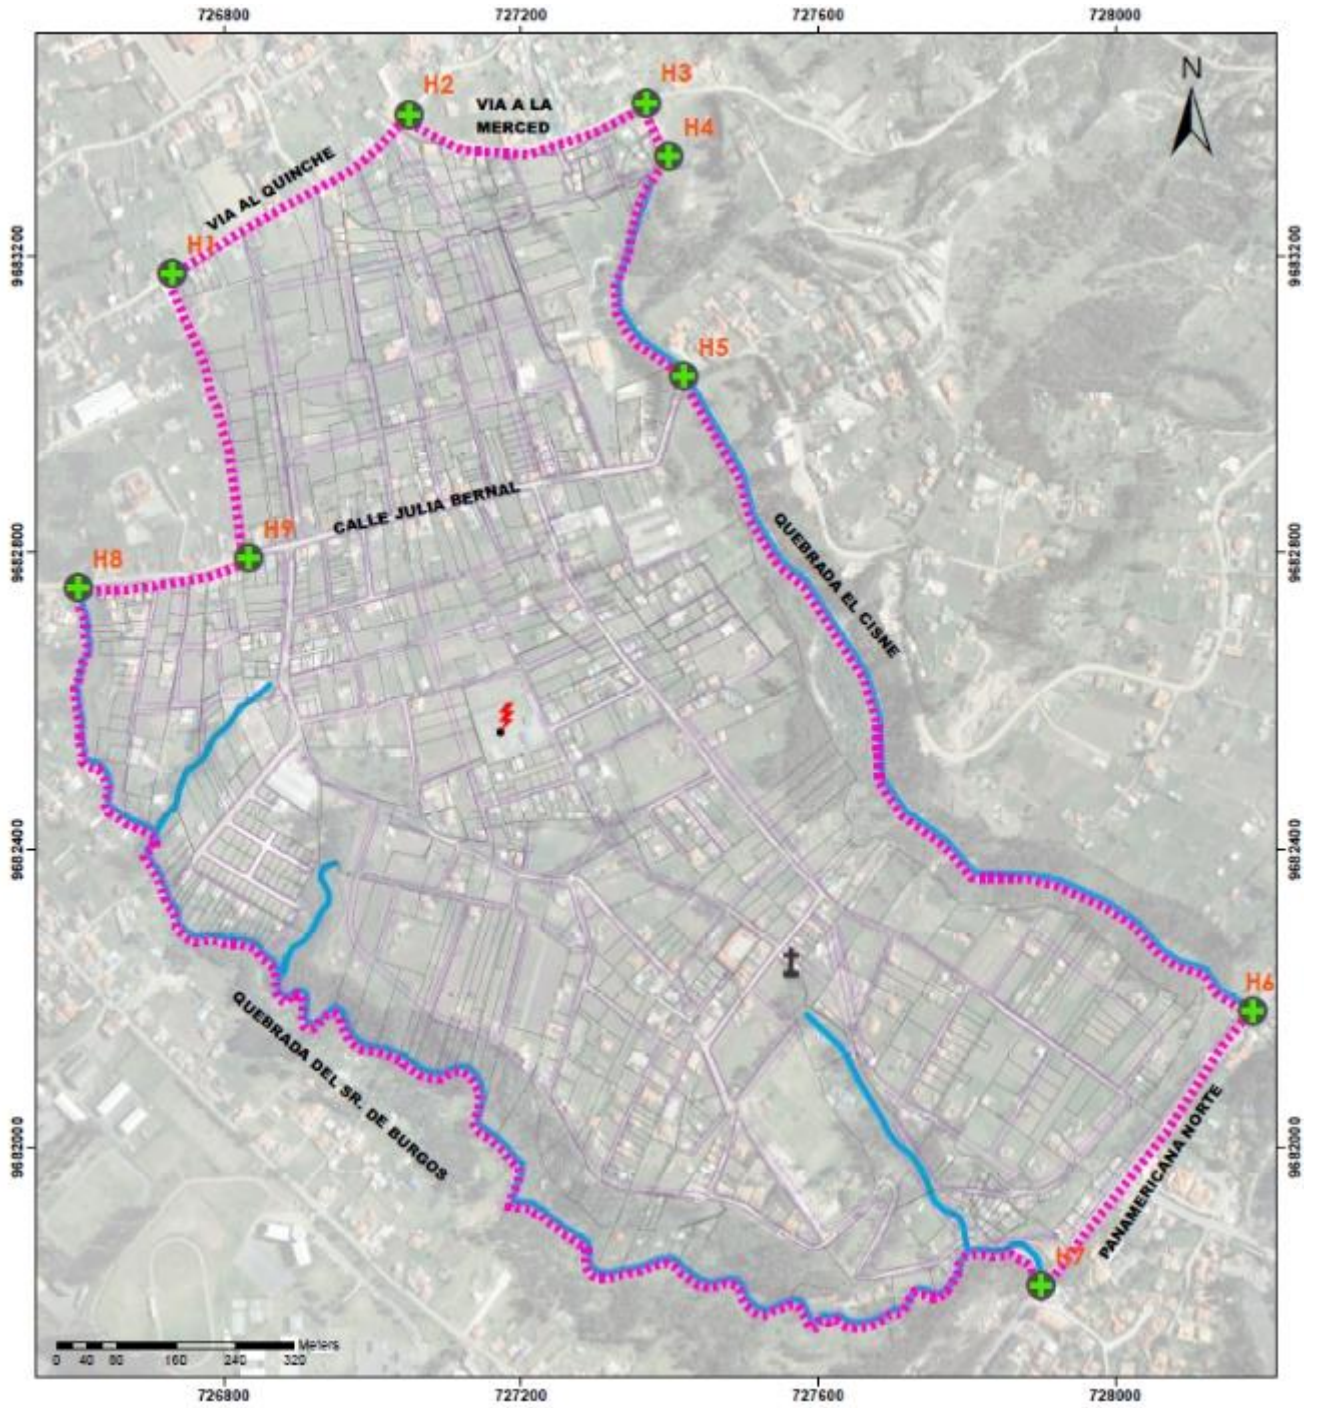 726800 727200 727600 728000
N
H3
H2
VIA A LA
MERCED
H4
VIA AL QUINCHE
H1
9683200 9683200
H5
CALLE JULIA BERNAL
QUEBRADA EL CISNE
H9
H8
9682800 9682800
9682400 9682400
H6
QUEBRADA DEL SR. DE BURGOS
PANAMERICANA NORTE
9682000 9682000
Meters
0 40 80 160 240 320
726800 727200 727600 728000